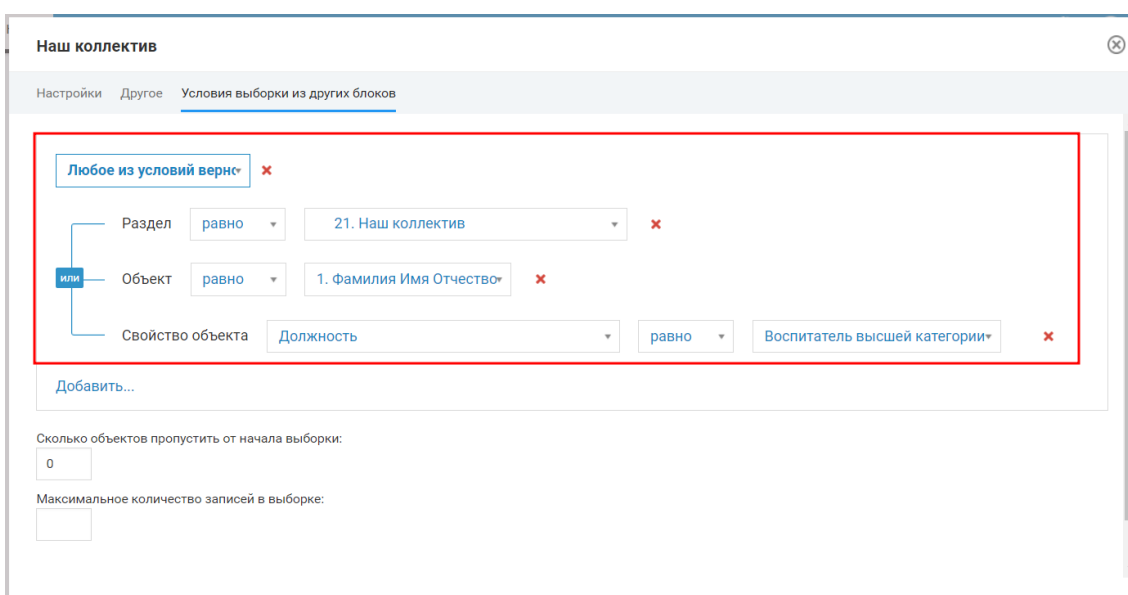 Наш коллектив
Настройки Другое Условия выборки из других блоков
Любое из условий верно
Раздел равно 21. Наш коллектив
или Объект равно 1. Фамилия Имя Отчество
Свойство объекта Должность равно Воспитатель высшей категории
Добавить...
Сколько объектов пропустить от начала выборки:
0
Максимальное количество записей в выборке: